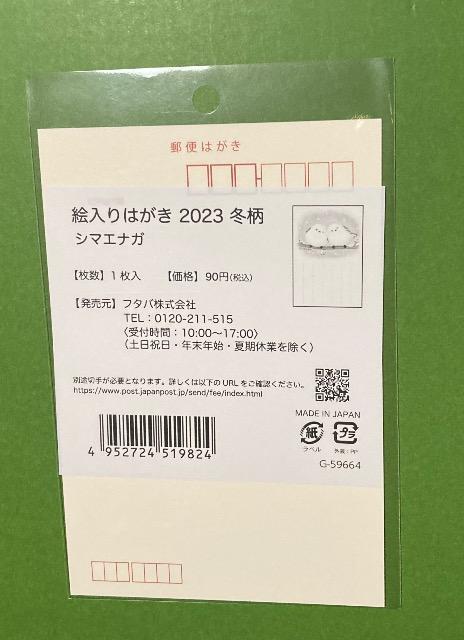 郵便はがき
絵入りはがき 2023 冬柄
シマエナガ
【枚数】1枚入 【価格】90円(税込)
【発売元】フタバ株式会社
TEL：0120-211-515
〈受付時間：10:00〜17:00〉
(土日祝日・年末年始・夏期休業を除く)
別途切手が必要となります。詳しくは以下のURLをご確認ください。
https://www.post.japanpost.jp/send/fee/index.html
MADE IN JAPAN
紙 プラ
ラベル 外装：PP
4 952724 519824
G-59664